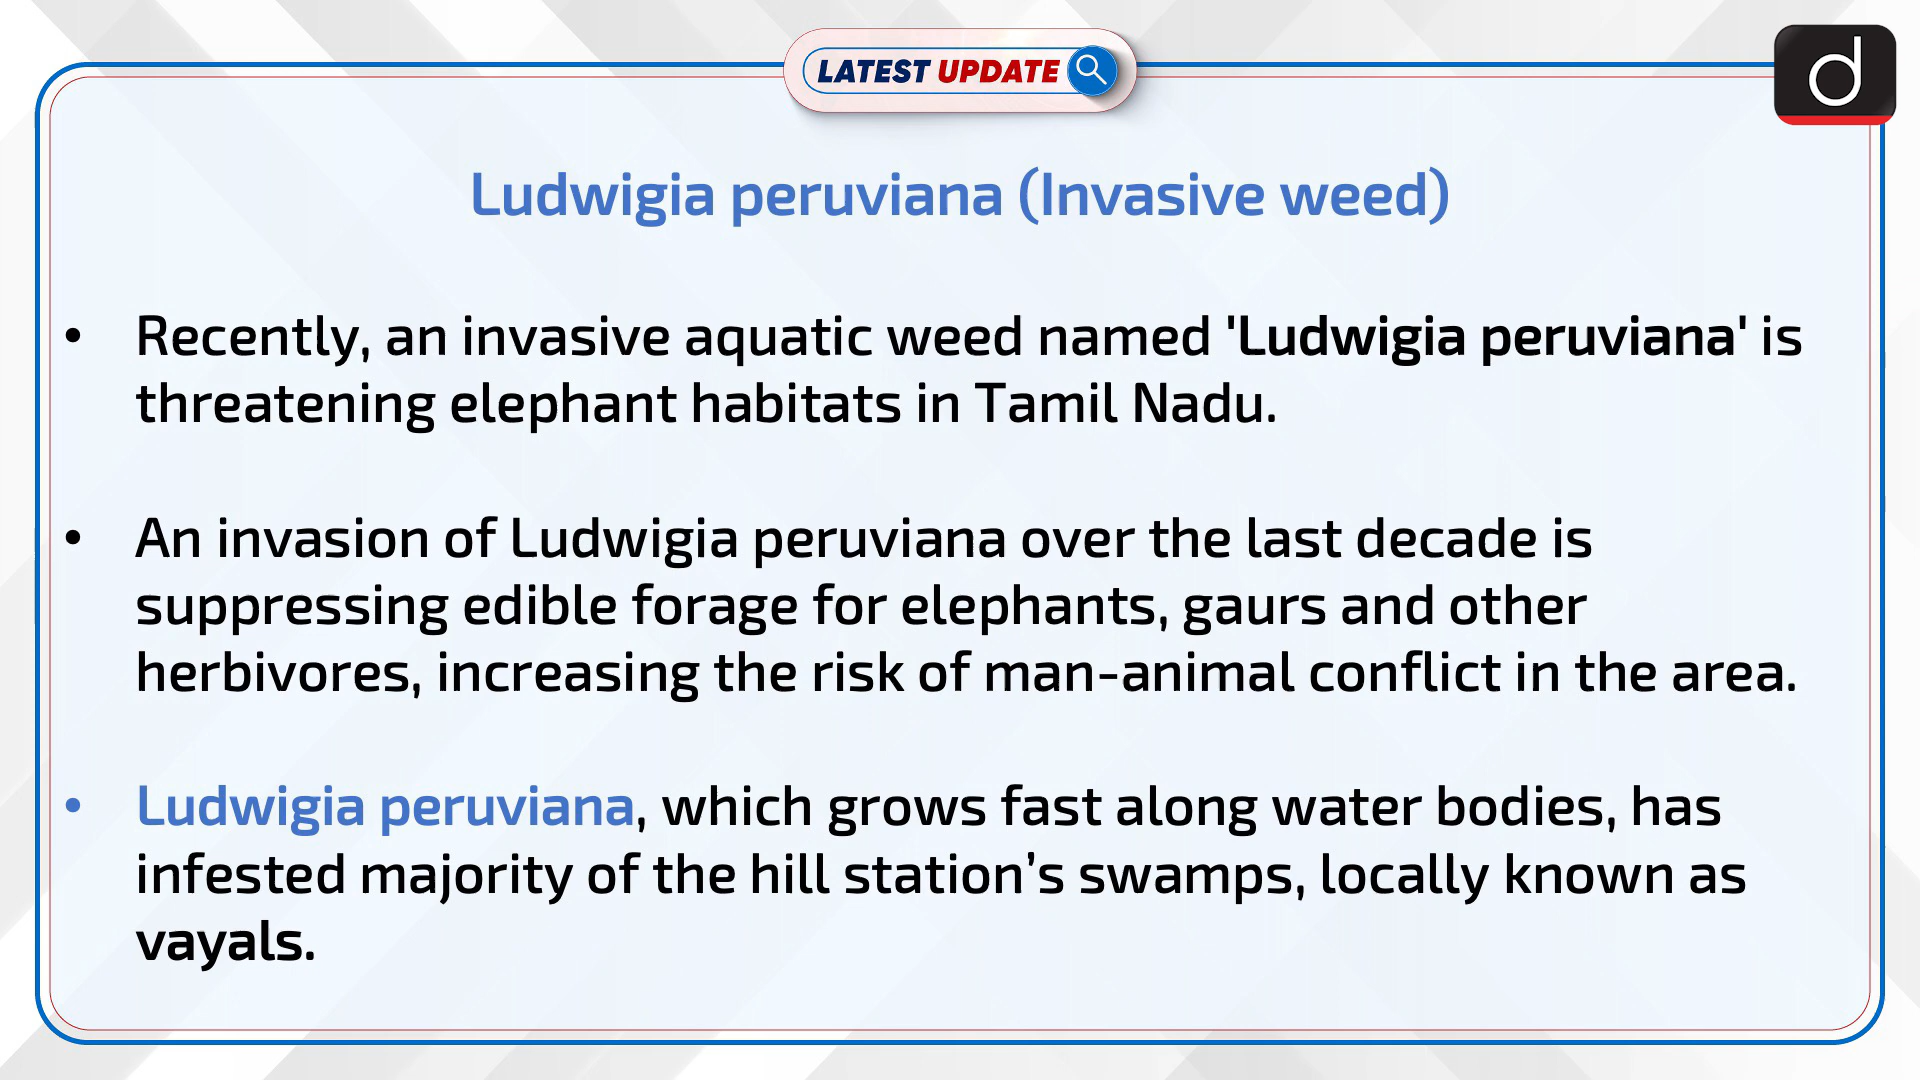 LATEST UPDATE
d
Ludwigia peruviana (Invasive weed)
• Recently, an invasive aquatic weed named 'Ludwigia peruviana' is
threatening elephant habitats in Tamil Nadu.
• An invasion of Ludwigia peruviana over the last decade is
suppressing edible forage for elephants, gaurs and other
herbivores, increasing the risk of man-animal conflict in the area.
• Ludwigia peruviana, which grows fast along water bodies, has
infested majority of the hill station’s swamps, locally known as
vayals.